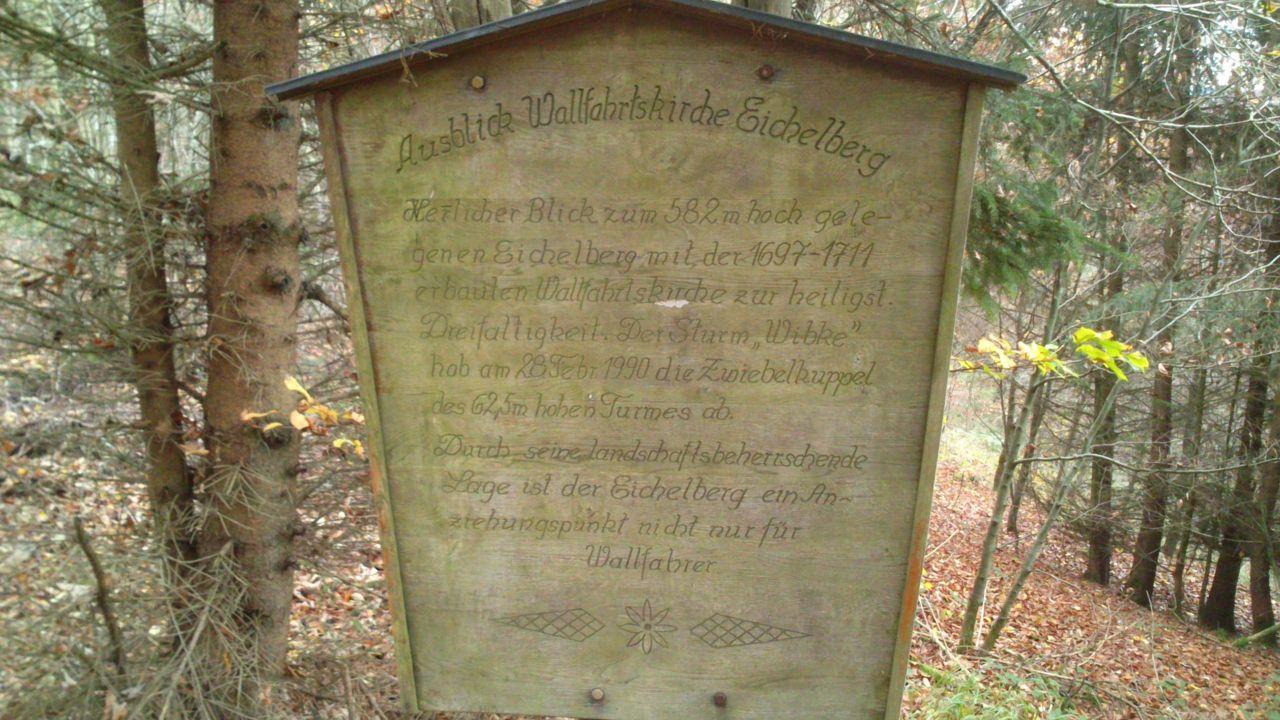 Ausblick Wallfahrtskirche Eichelberg
Herlicher Blick zum 582m hoch gele-
genen Eichelberg mit der 1697-1711
erbauten Wallfahrtskirche zur heiligst.
Dreifaltigkeit. Der Sturm „Wibke"
hob am 28 Febr 1990 die Zwiebelkuppel
des 62,5m hohen Turmes ab.
Durch seine landschaftsbeherrschende
Lage ist der Eichelberg ein An-
ziehungspunkt nicht nur für
Wallfahrer